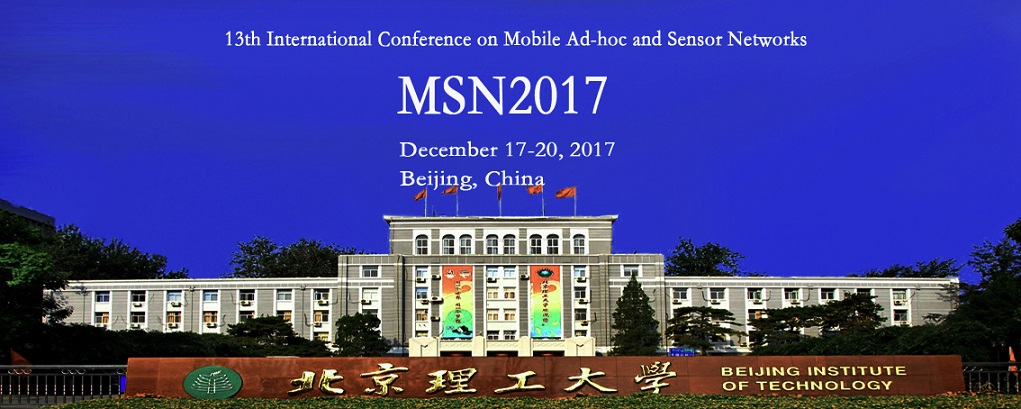 13th International Conference on Mobile Ad-hoc and Sensor Networks
MSN2017
December 17-20, 2017
Beijing, China
北京理工大學
BEIJING INSTITUTE
OF TECHNOLOGY